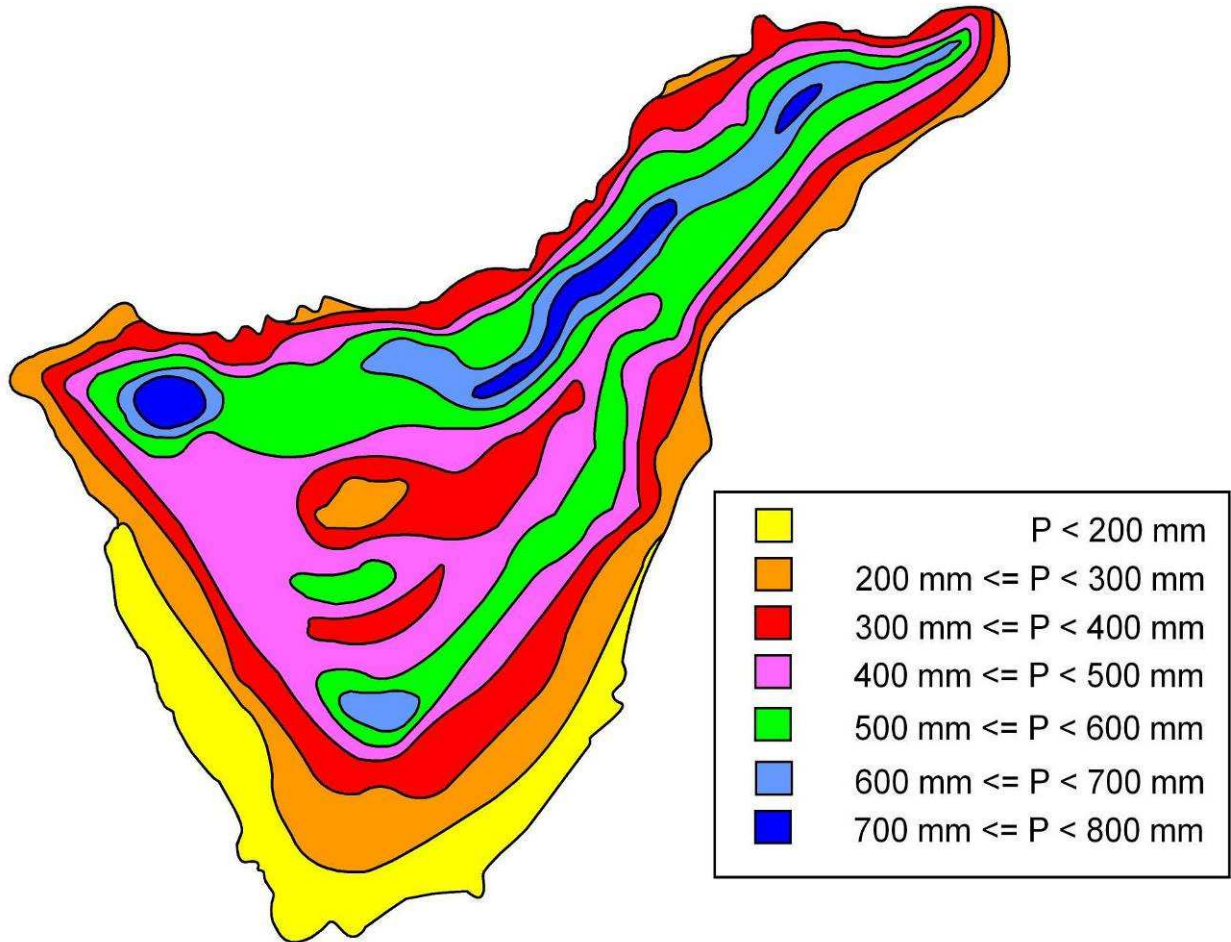 P < 200 mm
200 mm <= P < 300 mm
300 mm <= P < 400 mm
400 mm <= P < 500 mm
500 mm <= P < 600 mm
600 mm <= P < 700 mm
700 mm <= P < 800 mm